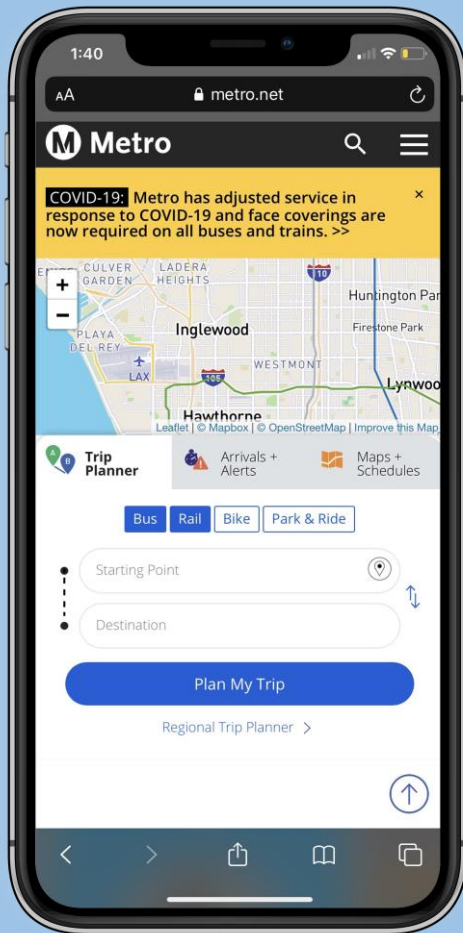 1:40
AA
metro.net
M Metro
COVID-19: Metro has adjusted service in
response to COVID-19 and face coverings are
now required on all buses and trains. >>
×
CULVER
GARDEN
LADERA
HEIGHTS
110
+
−
Huntington Par
PLAYA
DEL REY
Inglewood
Firestone Park
LAX
105
WESTMONT
Lynwoo
Hawthorne
Leaflet | © Mapbox | © OpenStreetMap | Improve this Map
A
B
Trip
Planner
Arrivals +
Alerts
Maps +
Schedules
Bus Rail Bike Park & Ride
Starting Point
Destination
Plan My Trip
Regional Trip Planner >